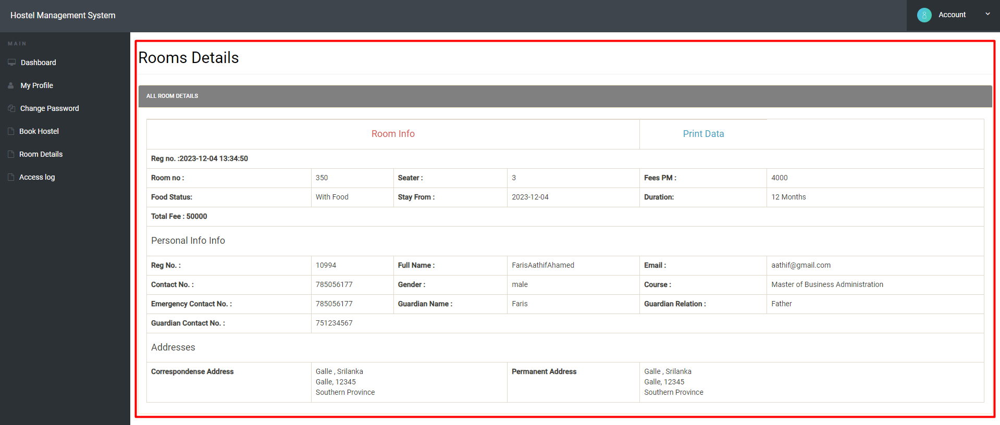 Hostel Management System
Account
MAIN
Dashboard
My Profile
Change Password
Book Hostel
Room Details
Access log
Rooms Details
ALL ROOM DETAILS
Room Info Print Data
Reg no. :2023-12-04 13:34:50
Room no : 350 Seater : 3 Fees PM : 4000
Food Status: With Food Stay From : 2023-12-04 Duration: 12 Months
Total Fee : 50000
Personal Info Info
Reg No. : 10994 Full Name : FarisAathifAhamed Email : aathif@gmail.com
Contact No. : 785056177 Gender : male Course : Master of Business Administration
Emergency Contact No. : 785056177 Guardian Name : Faris Guardian Relation : Father
Guardian Contact No. : 751234567
Addresses
Correspondense Address Galle , Srilanka Permanent Address Galle , Srilanka
Galle, 12345 Galle, 12345
Southern Province Southern Province